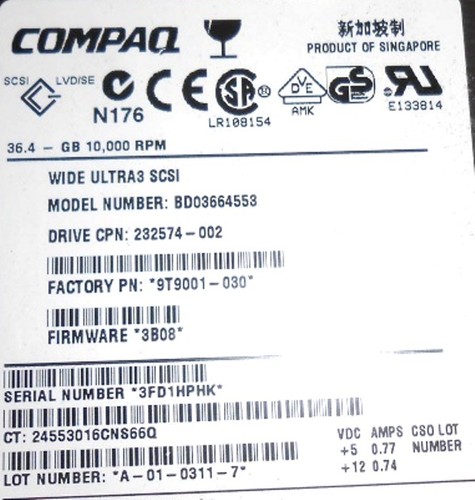 COMPAQ
新加坡制
PRODUCT OF SINGAPORE
SCSI LVD/SE
N176
LR108154
DVE
AMK
GS
E133814
36.4 - GB 10,000 RPM
WIDE ULTRA3 SCSI
MODEL NUMBER: BD03664553
DRIVE CPN: 232574-002
FACTORY PN: *9T9001-030*
FIRMWARE *3B08*
SERIAL NUMBER *3FD1HPHK*
CT: 24553016CNS66Q
VDC AMPS CSO LOT
+5 0.77 NUMBER
+12 0.74
LOT NUMBER: *A-01-0311-7*